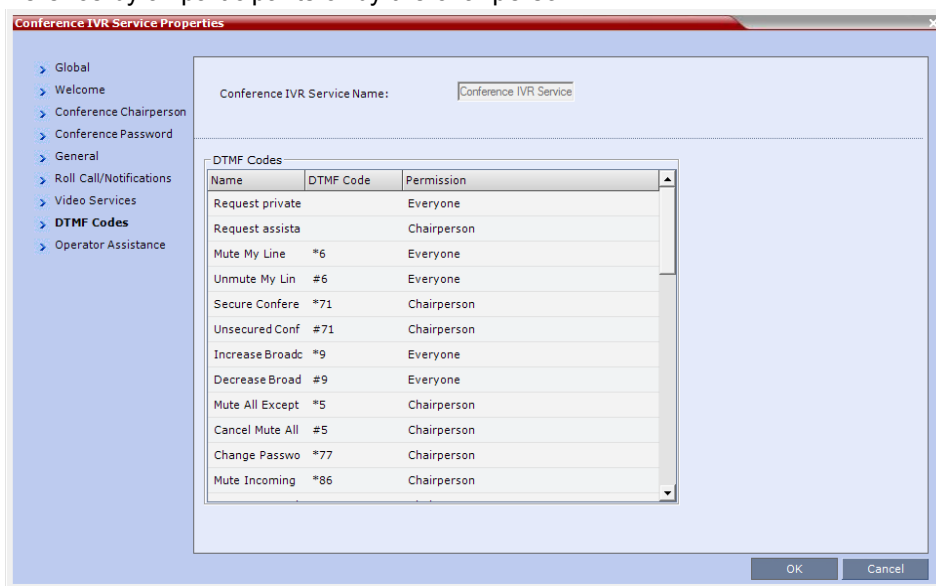 Conference IVR Service Properties
x
Global
Welcome
Conference Chairperson
Conference Password
General
Roll Call/Notifications
Video Services
DTMF Codes
Operator Assistance
Conference IVR Service Name: Conference IVR Service
DTMF Codes
Name DTMF Code Permission
Request private Everyone
Request assista Chairperson
Mute My Line *6 Everyone
Unmute My Lin #6 Everyone
Secure Confere *71 Chairperson
Unsecured Conf #71 Chairperson
Increase Broadc *9 Everyone
Decrease Broad #9 Everyone
Mute All Except *5 Chairperson
Cancel Mute All #5 Chairperson
Change Passwo *77 Chairperson
Mute Incoming *86 Chairperson
OK Cancel